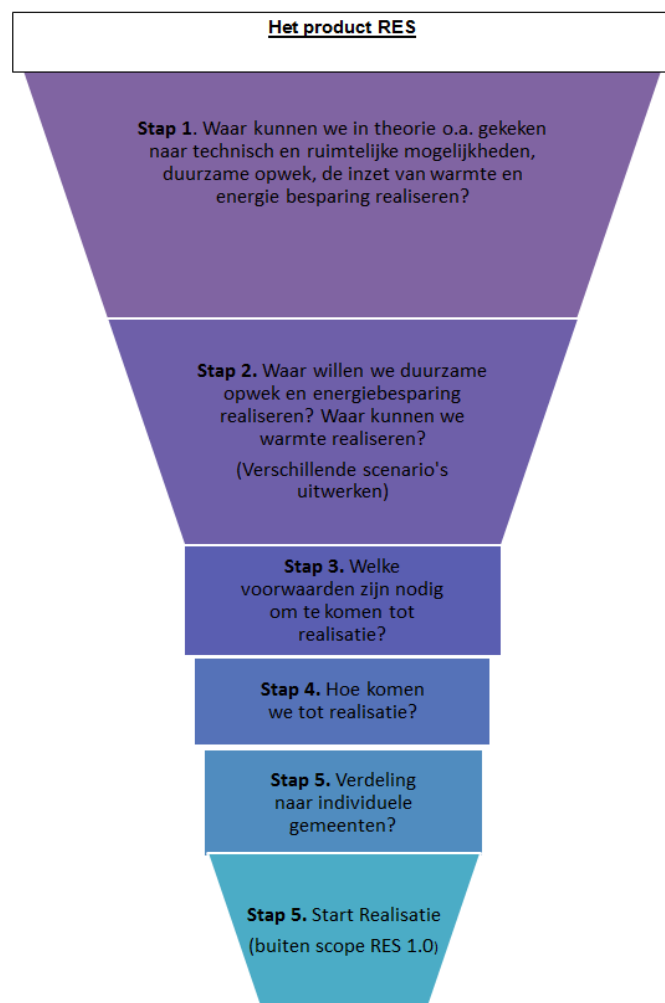 Het product RES
Stap 1. Waar kunnen we in theorie o.a. gekeken
naar technisch en ruimtelijke mogelijkheden,
duurzame opwek, de inzet van warmte en
energie besparing realiseren?
Stap 2. Waar willen we duurzame
opwek en energiebesparing
realiseren? Waar kunnen we
warmte realiseren?
(Verschillende scenario's
uitwerken)
Stap 3. Welke
voorwaarden zijn nodig
om te komen tot
realisatie?
Stap 4. Hoe komen
we tot realisatie?
Stap 5. Verdeling
naar individuele
gemeenten?
Stap 5. Start Realisatie
(buiten scope RES 1.0)